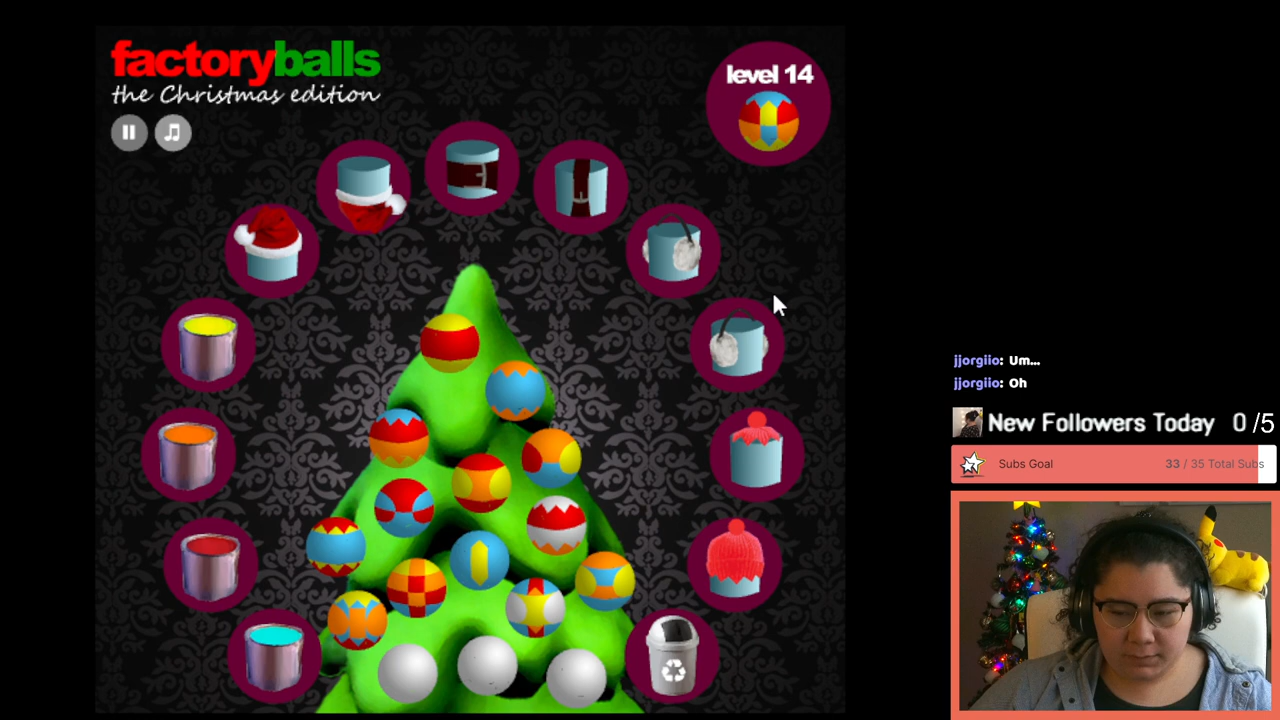 factoryballs
the Christmas edition
level 14
jjorgiio: Um...
jjorgiio: Oh
New Followers Today 0 /5
Subs Goal 33 / 35 Total Subs